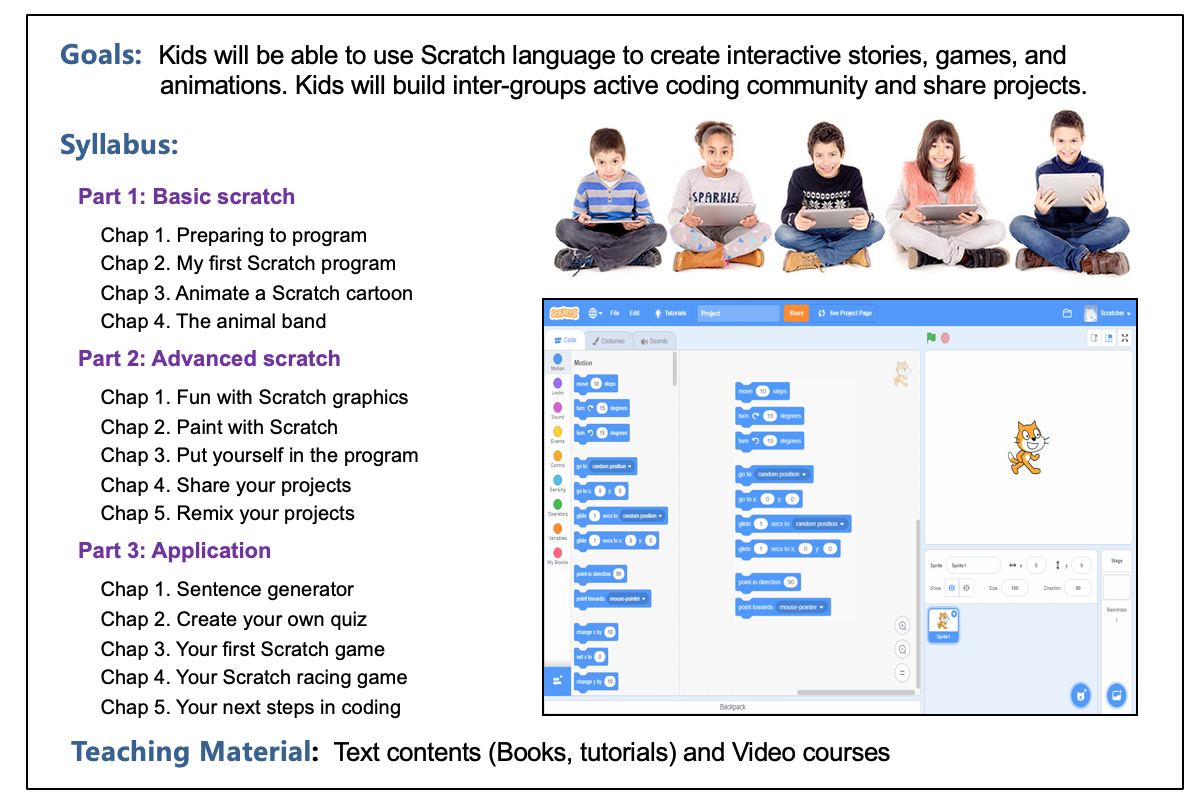 Goals: Kids will be able to use Scratch language to create interactive stories, games, and
animations. Kids will build inter-groups active coding community and share projects.
Syllabus:
Part 1: Basic scratch
Chap 1. Preparing to program
Chap 2. My first Scratch program
Chap 3. Animate a Scratch cartoon
Chap 4. The animal band
Part 2: Advanced scratch
Chap 1. Fun with Scratch graphics
Chap 2. Paint with Scratch
Chap 3. Put yourself in the program
Chap 4. Share your projects
Chap 5. Remix your projects
Part 3: Application
Chap 1. Sentence generator
Chap 2. Create your own quiz
Chap 3. Your first Scratch game
Chap 4. Your Scratch racing game
Chap 5. Your next steps in coding
SPARKLE
SCRATCH File Edit Tutorials Project Share See Project Page Scratcher
Code Costumes Sounds
Motion
Looks
Sound
Events
Control
Sensing
Operators
Variables
My Blocks
Motion
move 10 steps
turn 15 degrees
turn 15 degrees
go to random position
go to x: 0 y: 0
glide 1 secs to random position
glide 1 secs to x: 0 y: 0
point in direction 90
point towards mouse-pointer
change x by 10
set x to 0
change y by 10
move 10 steps
turn 15 degrees
turn 15 degrees
go to random position
go to x: 0 y: 0
glide 1 secs to random position
glide 1 secs to x: 0 y: 0
point in direction 90
point towards mouse-pointer
Backpack
Sprite Sprite1 x 0 y 0
Show Size 100 Direction 90
Sprite1
Stage
Backdrops
1
Teaching Material: Text contents (Books, tutorials) and Video courses